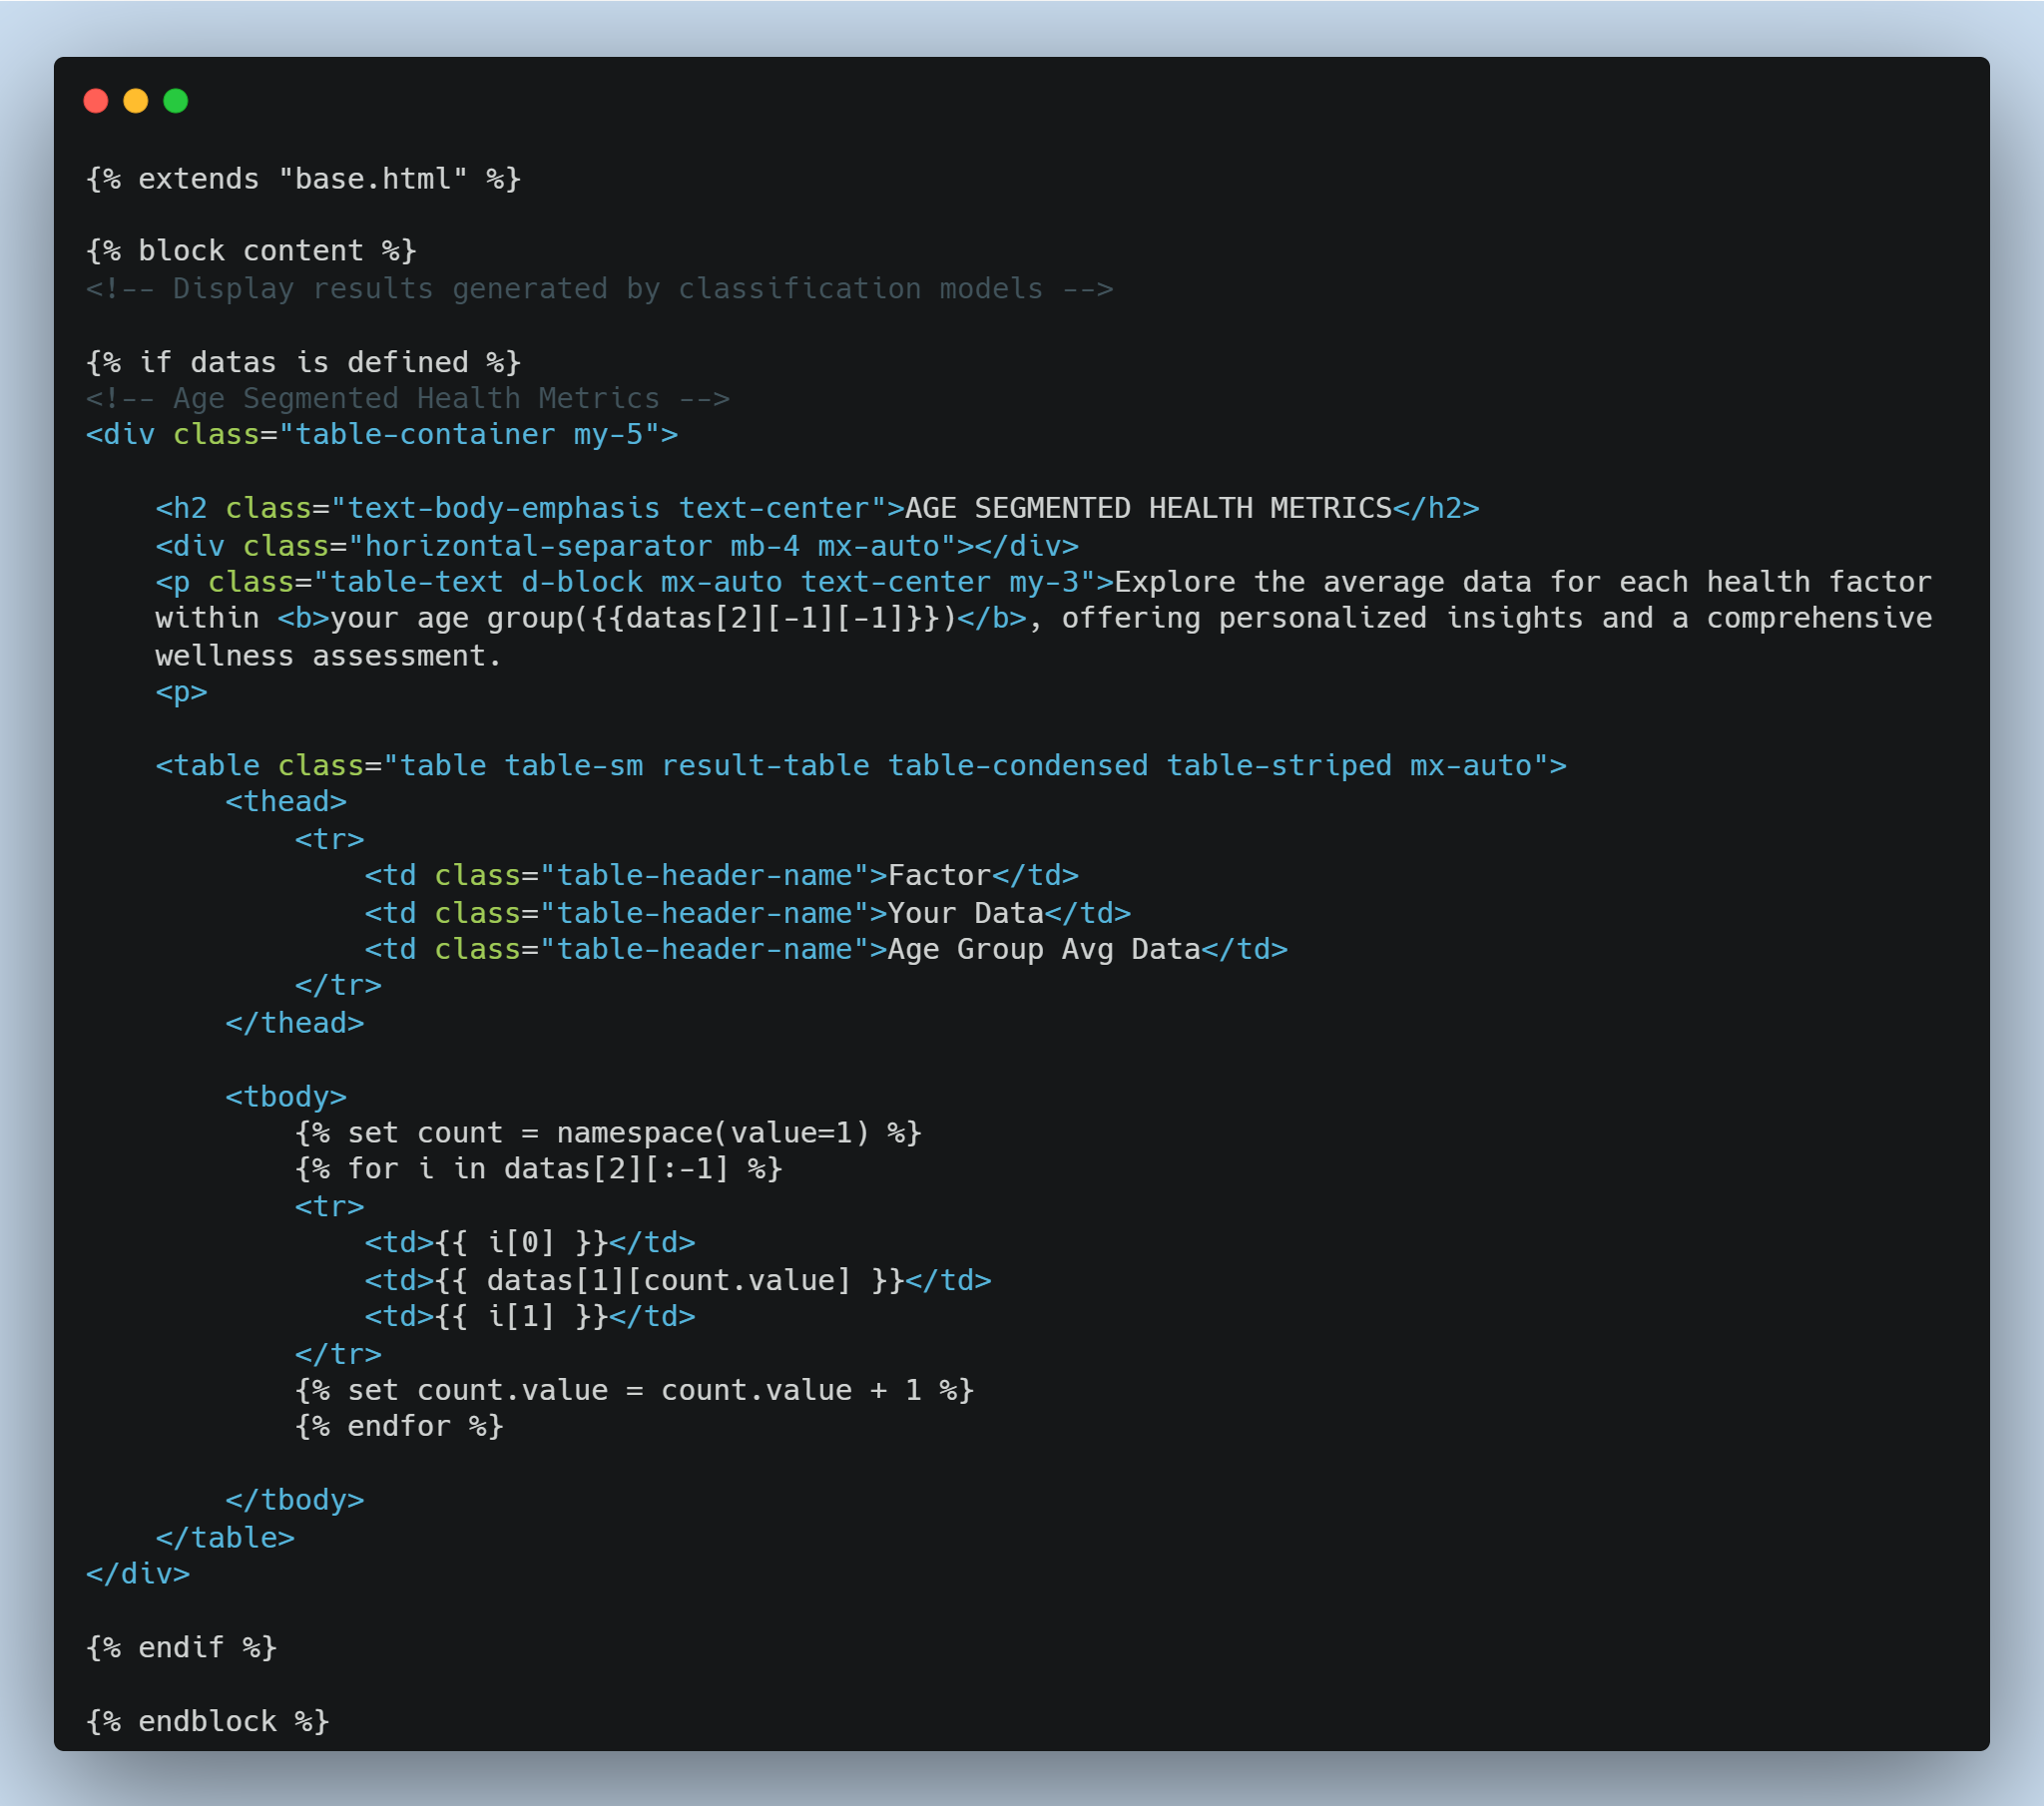 {% extends "base.html" %}

{% block content %}
<!-- Display results generated by classification models -->

{% if datas is defined %}
<!-- Age Segmented Health Metrics -->
<div class="table-container my-5">

    <h2 class="text-body-emphasis text-center">AGE SEGMENTED HEALTH METRICS</h2>
    <div class="horizontal-separator mb-4 mx-auto"></div>
    <p class="table-text d-block mx-auto text-center my-3">Explore the average data for each health factor
    within <b>your age group({{datas[2][-1][-1]}})</b>, offering personalized insights and a comprehensive
    wellness assessment.
    <p>

    <table class="table table-sm result-table table-condensed table-striped mx-auto">
        <thead>
            <tr>
                <td class="table-header-name">Factor</td>
                <td class="table-header-name">Your Data</td>
                <td class="table-header-name">Age Group Avg Data</td>
            </tr>
        </thead>

        <tbody>
            {% set count = namespace(value=1) %}
            {% for i in datas[2][:-1] %}
            <tr>
                <td>{{ i[0] }}</td>
                <td>{{ datas[1][count.value] }}</td>
                <td>{{ i[1] }}</td>
            </tr>
            {% set count.value = count.value + 1 %}
            {% endfor %}

        </tbody>
    </table>
</div>

{% endif %}

{% endblock %}